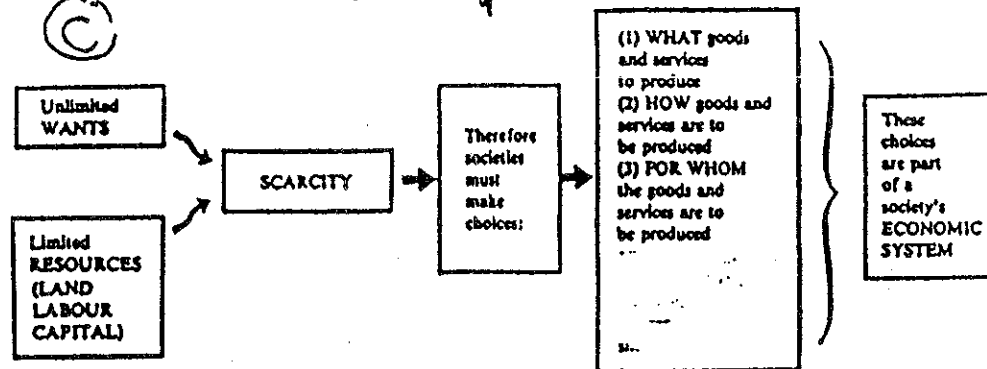 C
Unlimited
WANTS
Limited
RESOURCES
(LAND
LABOUR
CAPITAL)
SCARCITY
Therefore
societies
must
make
choices:
(1) WHAT goods
and services
to produce
(2) HOW goods and
services are to
be produced
(3) FOR WHOM
the goods and
services are to
be produced
These
choices
are part
of a
society's
ECONOMIC
SYSTEM